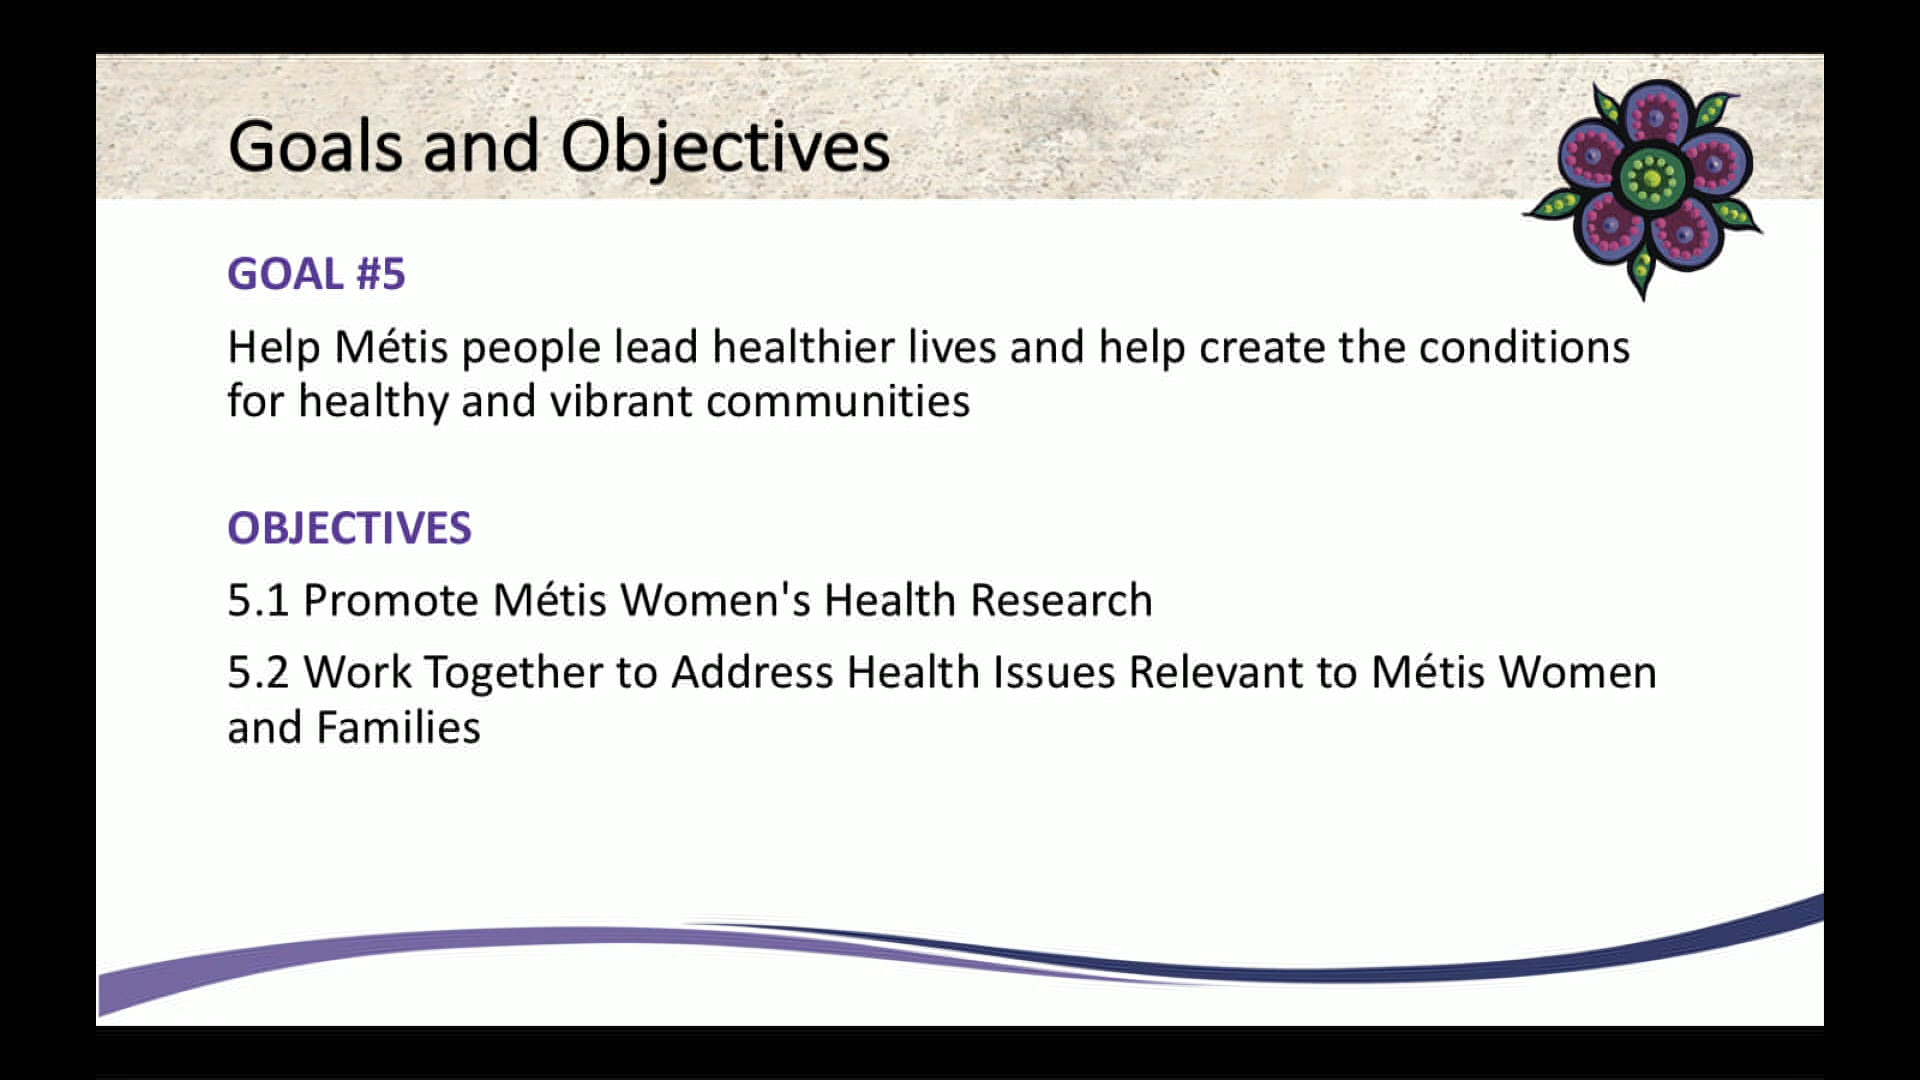 Goals and Objectives
GOAL #5
Help Métis people lead healthier lives and help create the conditions
for healthy and vibrant communities
OBJECTIVES
5.1 Promote Métis Women's Health Research
5.2 Work Together to Address Health Issues Relevant to Métis Women
and Families